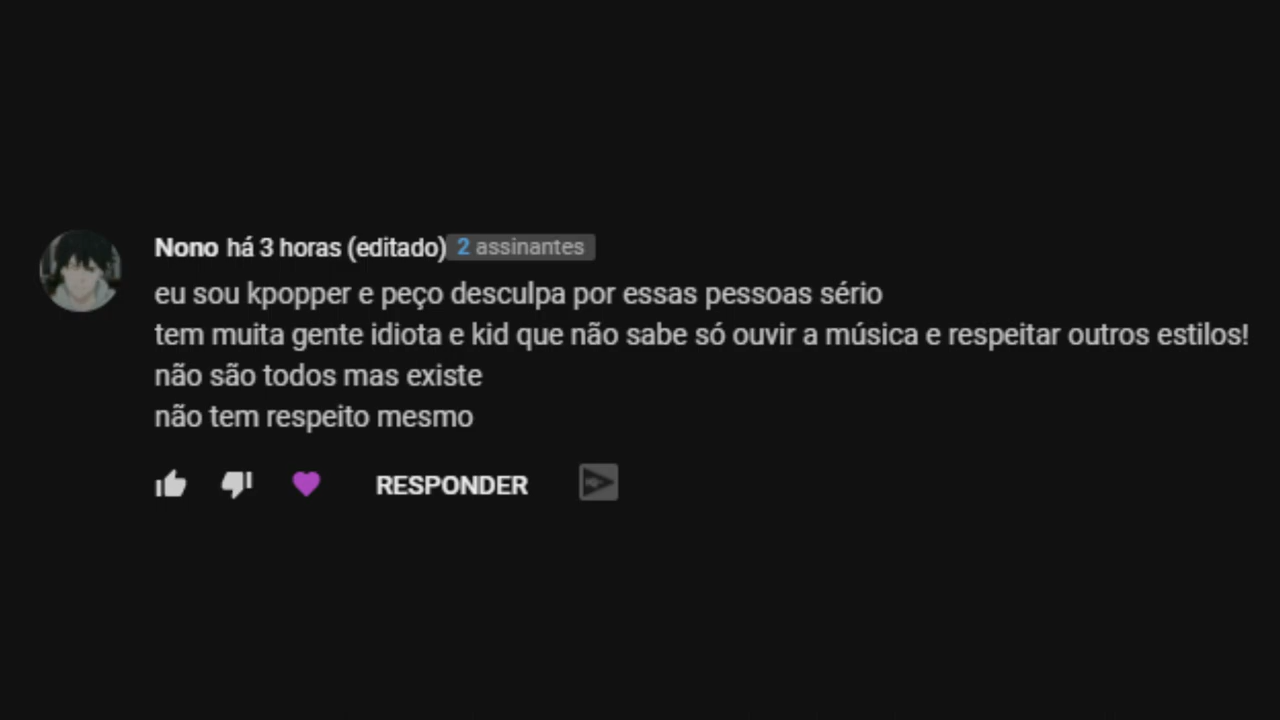 Nono há 3 horas (editado) 2 assinantes
eu sou kpopper e peço desculpa por essas pessoas sério
tem muita gente idiota e kid que não sabe só ouvir a música e respeitar outros estilos!
não são todos mas existe
não tem respeito mesmo
RESPONDER